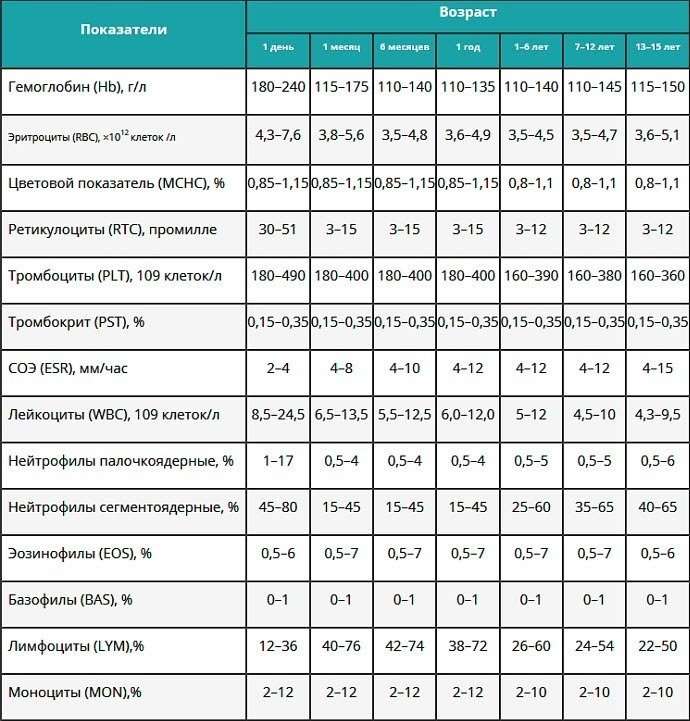 Показатели
Возраст
1 день 1 месяц 6 месяцев 1 год 1–6 лет 7–12 лет 13–15 лет
Гемоглобин (Hb), г/л 180–240 115–175 110–140 110–135 110–140 110–145 115–150
Эритроциты (RBC), ×10¹² клеток /л 4,3–7,6 3,8–5,6 3,5–4,8 3,6–4,9 3,5–4,5 3,5–4,7 3,6–5,1
Цветовой показатель (MCHC), % 0,85–1,15 0,85–1,15 0,85–1,15 0,85–1,15 0,8–1,1 0,8–1,1 0,8–1,1
Ретикулоциты (RTC), промилле 30–51 3–15 3–15 3–15 3–12 3–12 3–12
Тромбоциты (PLT), 109 клеток/л 180–490 180–400 180–400 180–400 160–390 160–380 160–360
Тромбокрит (PST), % 0,15–0,35 0,15–0,35 0,15–0,35 0,15–0,35 0,15–0,35 0,15–0,35 0,15–0,35
СОЭ (ESR), мм/час 2–4 4–8 4–10 4–12 4–12 4–12 4–15
Лейкоциты (WBC), 109 клеток/л 8,5–24,5 6,5–13,5 5,5–12,5 6,0–12,0 5–12 4,5–10 4,3–9,5
Нейтрофилы палочкоядерные, % 1–17 0,5–4 0,5–4 0,5–4 0,5–5 0,5–5 0,5–6
Нейтрофилы сегментоядерные, % 45–80 15–45 15–45 15–45 25–60 35–65 40–65
Эозинофилы (EOS), % 0,5–6 0,5–7 0,5–7 0,5–7 0,5–7 0,5–7 0,5–6
Базофилы (BAS), % 0–1 0–1 0–1 0–1 0–1 0–1 0–1
Лимфоциты (LYM),% 12–36 40–76 42–74 38–72 26–60 24–54 22–50
Моноциты (MON),% 2–12 2–12 2–12 2–12 2–10 2–10 2–10